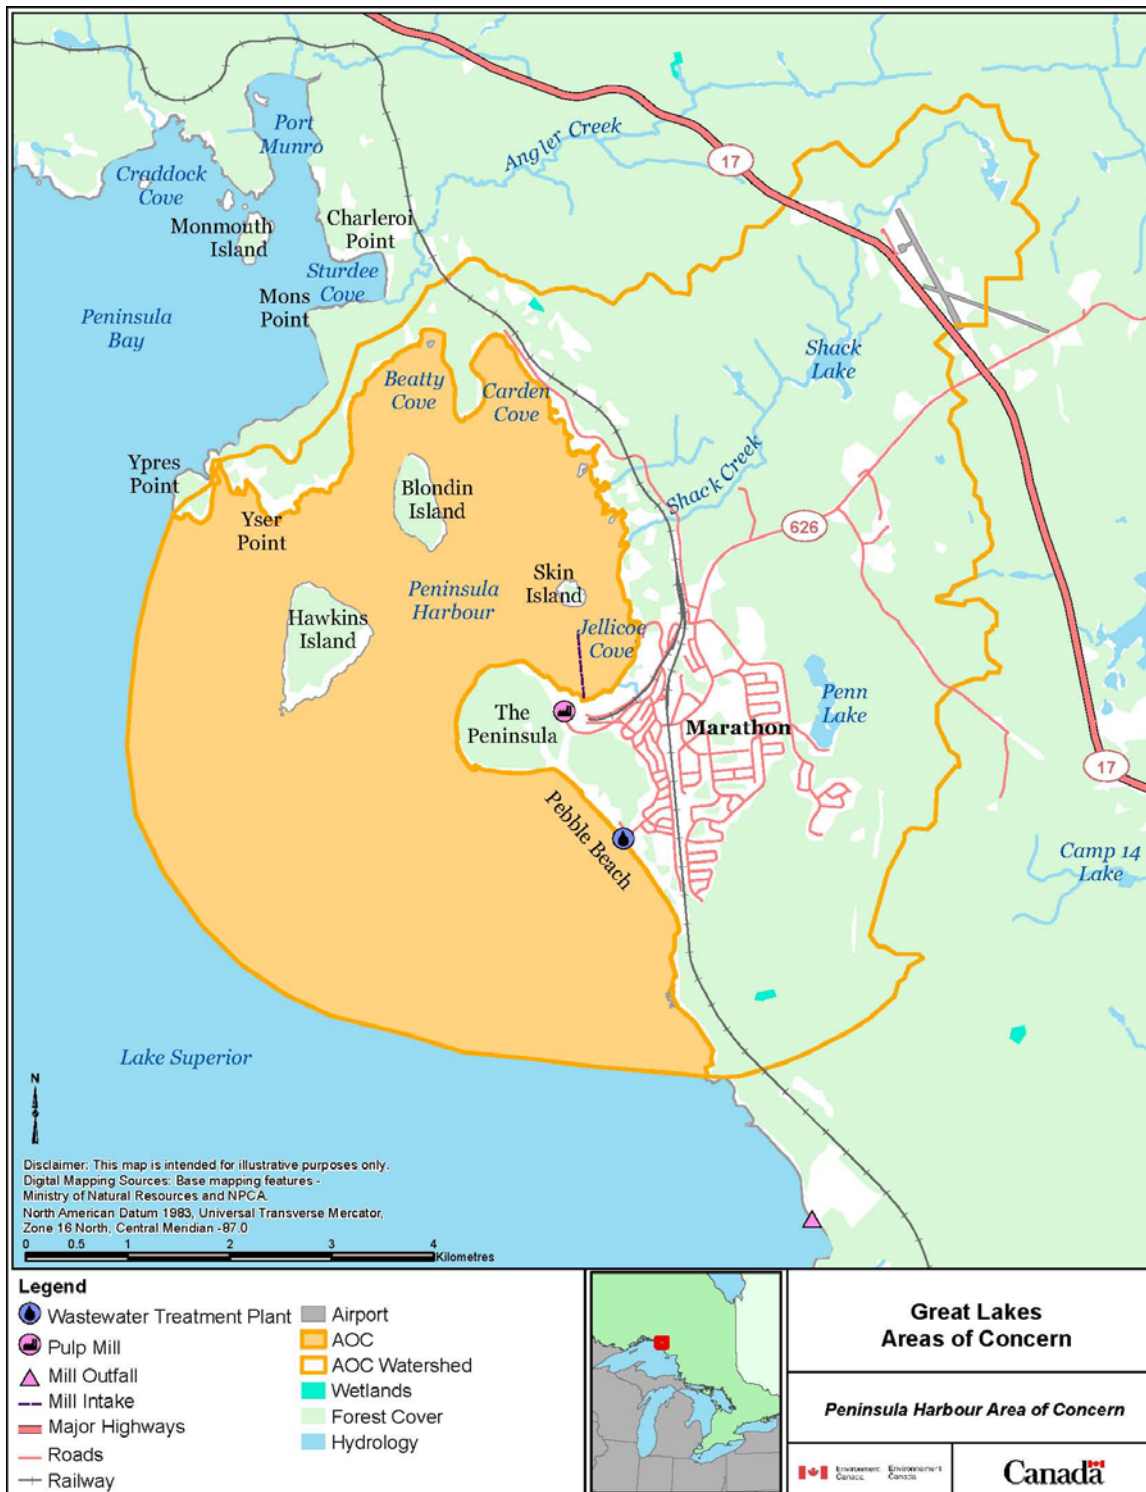 Port
Munro
Craddock
Cove
Angler Creek
17
Monmouth
Island
Charleroi
Point
Sturdee
Cove
Mons
Point
Peninsula
Bay
Shack
Lake
Beatty
Cove
Carden
Cove
Shack Creek
Ypres
Point
Yser
Point
Blondin
Island
626
Skin
Island
Peninsula
Harbour
Hawkins
Island
Jellicoe
Cove
The
Peninsula
Marathon
Penn
Lake
17
Pebble Beach
Camp 14
Lake
Lake Superior
N
Disclaimer: This map is intended for illustrative purposes only.
Digital Mapping Sources: Base mapping features -
Ministry of Natural Resources and NPCA.
North American Datum 1983, Universal Transverse Mercator,
Zone 16 North, Central Meridian -87.0
0 0.5 1 2 3 4
Kilometres
Legend
Wastewater Treatment Plant
Pulp Mill
Mill Outfall
Mill Intake
Major Highways
Roads
Railway
Airport
AOC
AOC Watershed
Wetlands
Forest Cover
Hydrology
Great Lakes
Areas of Concern
Peninsula Harbour Area of Concern
Environment Environnement
Canada Canada
Canada